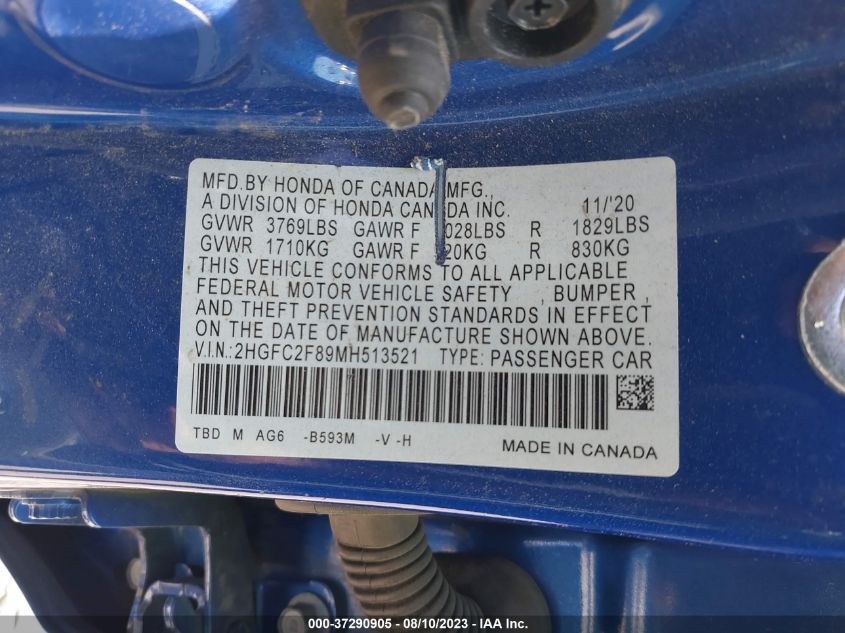 MFD.BY HONDA OF CANADA MFG.,
A DIVISION OF HONDA CANADA INC. 11/'20
GVWR 3769LBS GAWR F 028LBS R 1829LBS
GVWR 1710KG GAWR F 20KG R 830KG
THIS VEHICLE CONFORMS TO ALL APPLICABLE
FEDERAL MOTOR VEHICLE SAFETY , BUMPER ,
AND THEFT PREVENTION STANDARDS IN EFFECT
ON THE DATE OF MANUFACTURE SHOWN ABOVE.
V.I.N.:2HGFC2F89MH513521 TYPE: PASSENGER CAR
TBD M AG6 -B593M -V -H
MADE IN CANADA
000-37290905 - 08/10/2023 - IAA Inc.